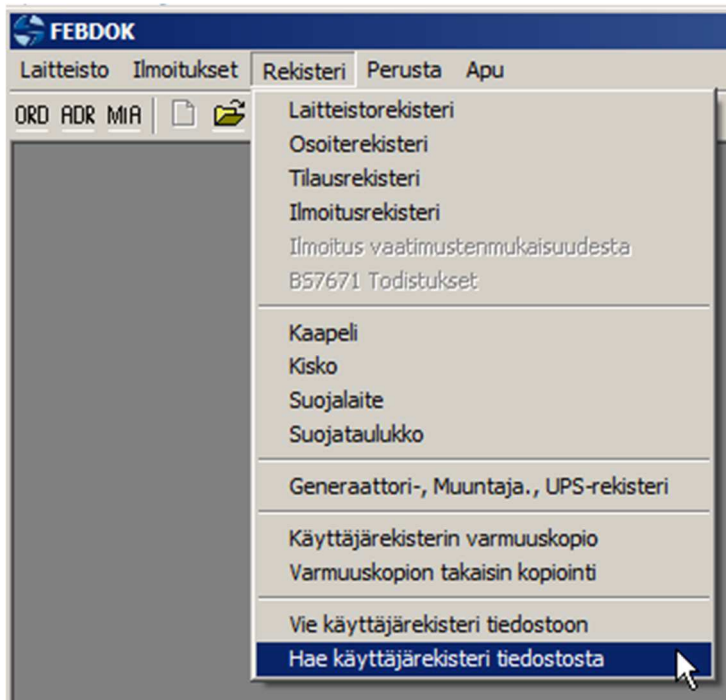 FEBDOK
Laitteisto Ilmoitukset Rekisteri Perusta Apu
ORD ADR MIA
Laitteistorekisteri
Osoiterekisteri
Tilausrekisteri
Ilmoitusrekisteri
Ilmoitus vaatimustenmukaisuudesta
BS7671 Todistukset
Kaapeli
Kisko
Suojalaite
Suojataulukko
Generaattori-, Muuntaja., UPS-rekisteri
Käyttäjärekisterin varmuuskopio
Varmuuskopion takaisin kopiointi
Vie käyttäjärekisteri tiedostoon
Hae käyttäjärekisteri tiedostosta